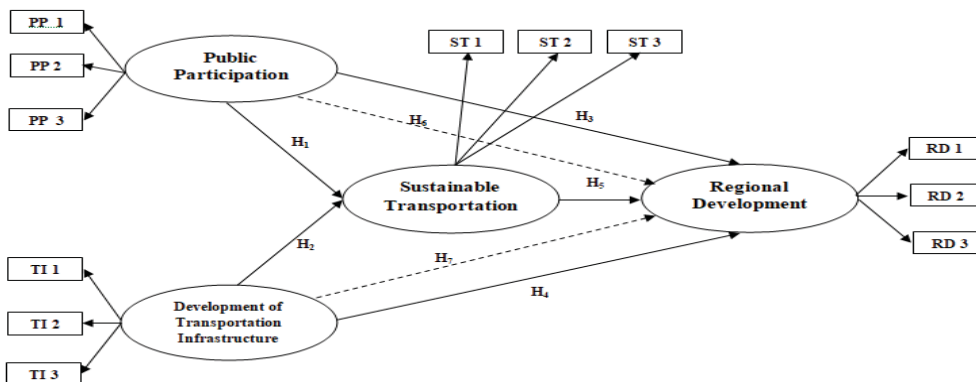 PP 1
PP 2
PP 3
Public
Participation
ST 1
ST 2
ST 3
H6
H3
H1
Sustainable
Transportation
H5
Regional
Development
RD 1
RD 2
RD 3
H2
H7
H4
TI 1
TI 2
TI 3
Development of
Transportation
Infrastructure